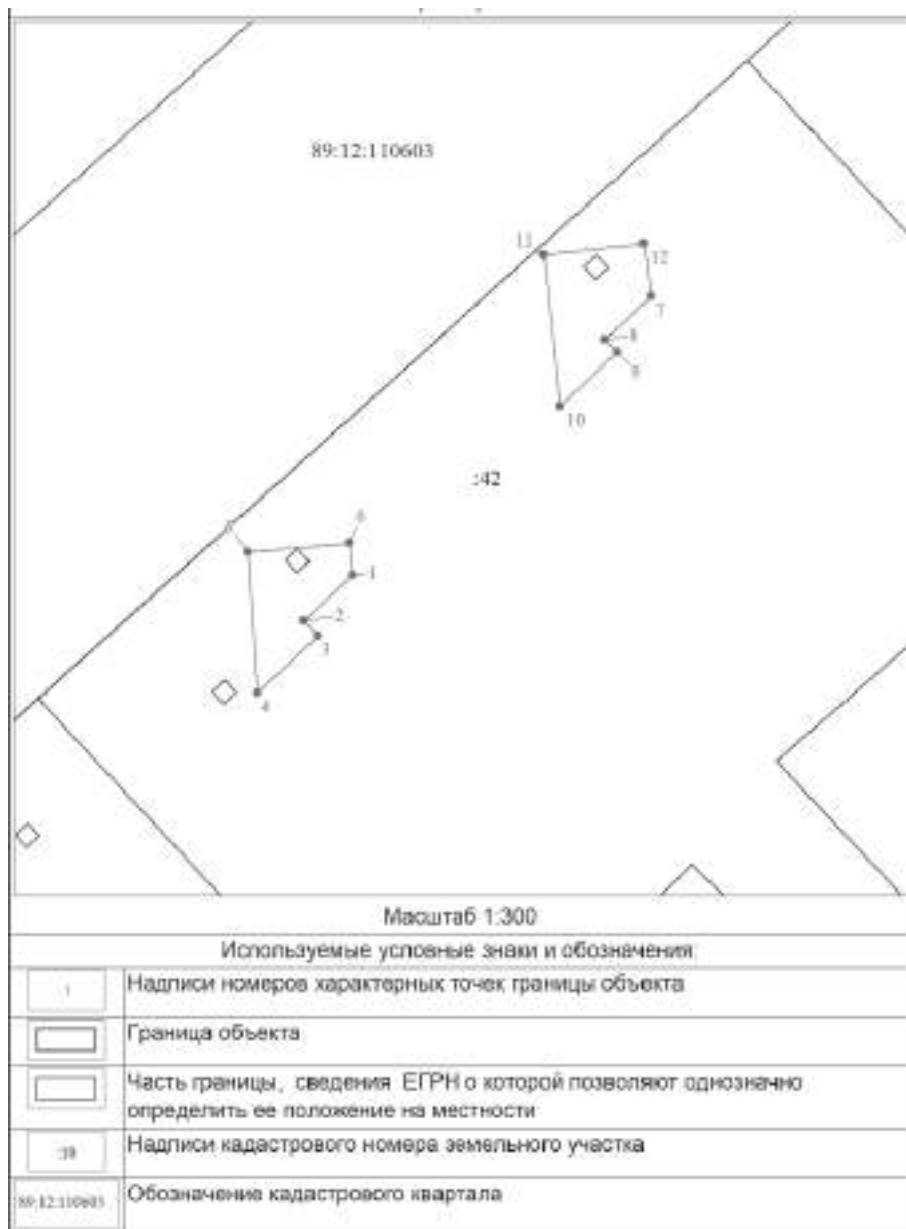 89:12:110603
11
12
7
8
9
10
:42
6
1
2
3
4
Масштаб 1:300
Используемые условные знаки и обозначения
1
Надписи номеров характерных точек границы объекта
Граница объекта
Часть границы, сведения ЕГРН о которой позволяют однозначно
определить ее положение на местности
Надписи кадастрового номера земельного участка
89:12:110603
Обозначение кадастрового квартала